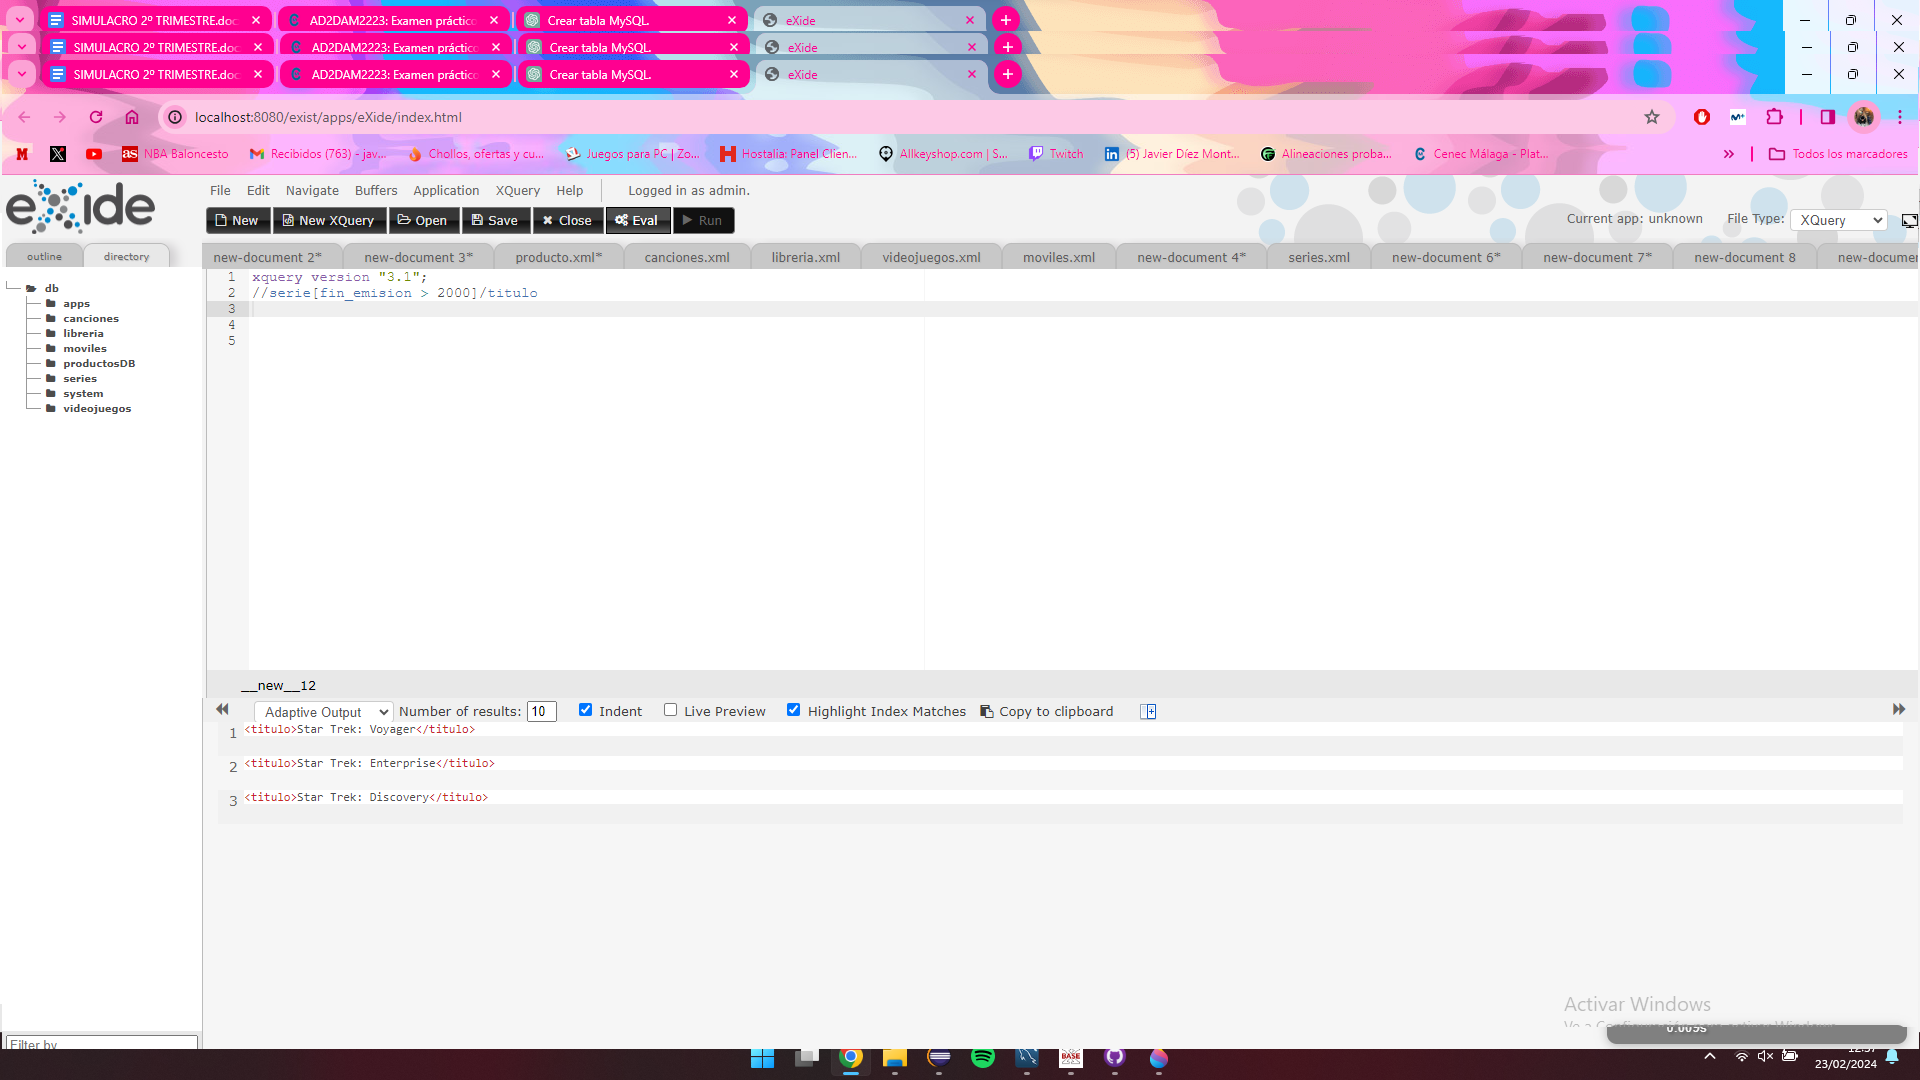 SIMULACRO 2º TRIMESTRE.doc
AD2DAM2223: Examen práctico
Crear tabla MySQL.
eXide
SIMULACRO 2º TRIMESTRE.doc
AD2DAM2223: Examen práctico
Crear tabla MySQL.
eXide
SIMULACRO 2º TRIMESTRE.doc
AD2DAM2223: Examen práctico
Crear tabla MySQL.
eXide
localhost:8080/exist/apps/eXide/index.html
NBA Baloncesto
Recibidos (763) - jav...
Chollos, ofertas y cu...
Juegos para PC | Zo...
Hostalia: Panel Clien...
Allkeyshop.com | S...
Twitch
(5) Javier Díez Mont...
Alineaciones proba...
Cenec Málaga - Plat...
Todos los marcadores
eXide
File Edit Navigate Buffers Application XQuery Help
Logged in as admin.
New New XQuery Open Save Close Eval Run
Current app: unknown
File Type: XQuery
outline directory
new-document 2* new-document 3* producto.xml* canciones.xml libreria.xml videojuegos.xml moviles.xml new-document 4* series.xml new-document 6* new-document 7* new-document 8 new-documen
db
apps
canciones
libreria
moviles
productosDB
series
system
videojuegos
1 xquery version "3.1";
2 //serie[fin_emision > 2000]/titulo
3
4
5
__new__12
Adaptive Output Number of results: 10 Indent Live Preview Highlight Index Matches Copy to clipboard
1 <titulo>Star Trek: Voyager</titulo>
2 <titulo>Star Trek: Enterprise</titulo>
3 <titulo>Star Trek: Discovery</titulo>
Activar Windows
0.009s
Filter by
BASE
12:37
23/02/2024